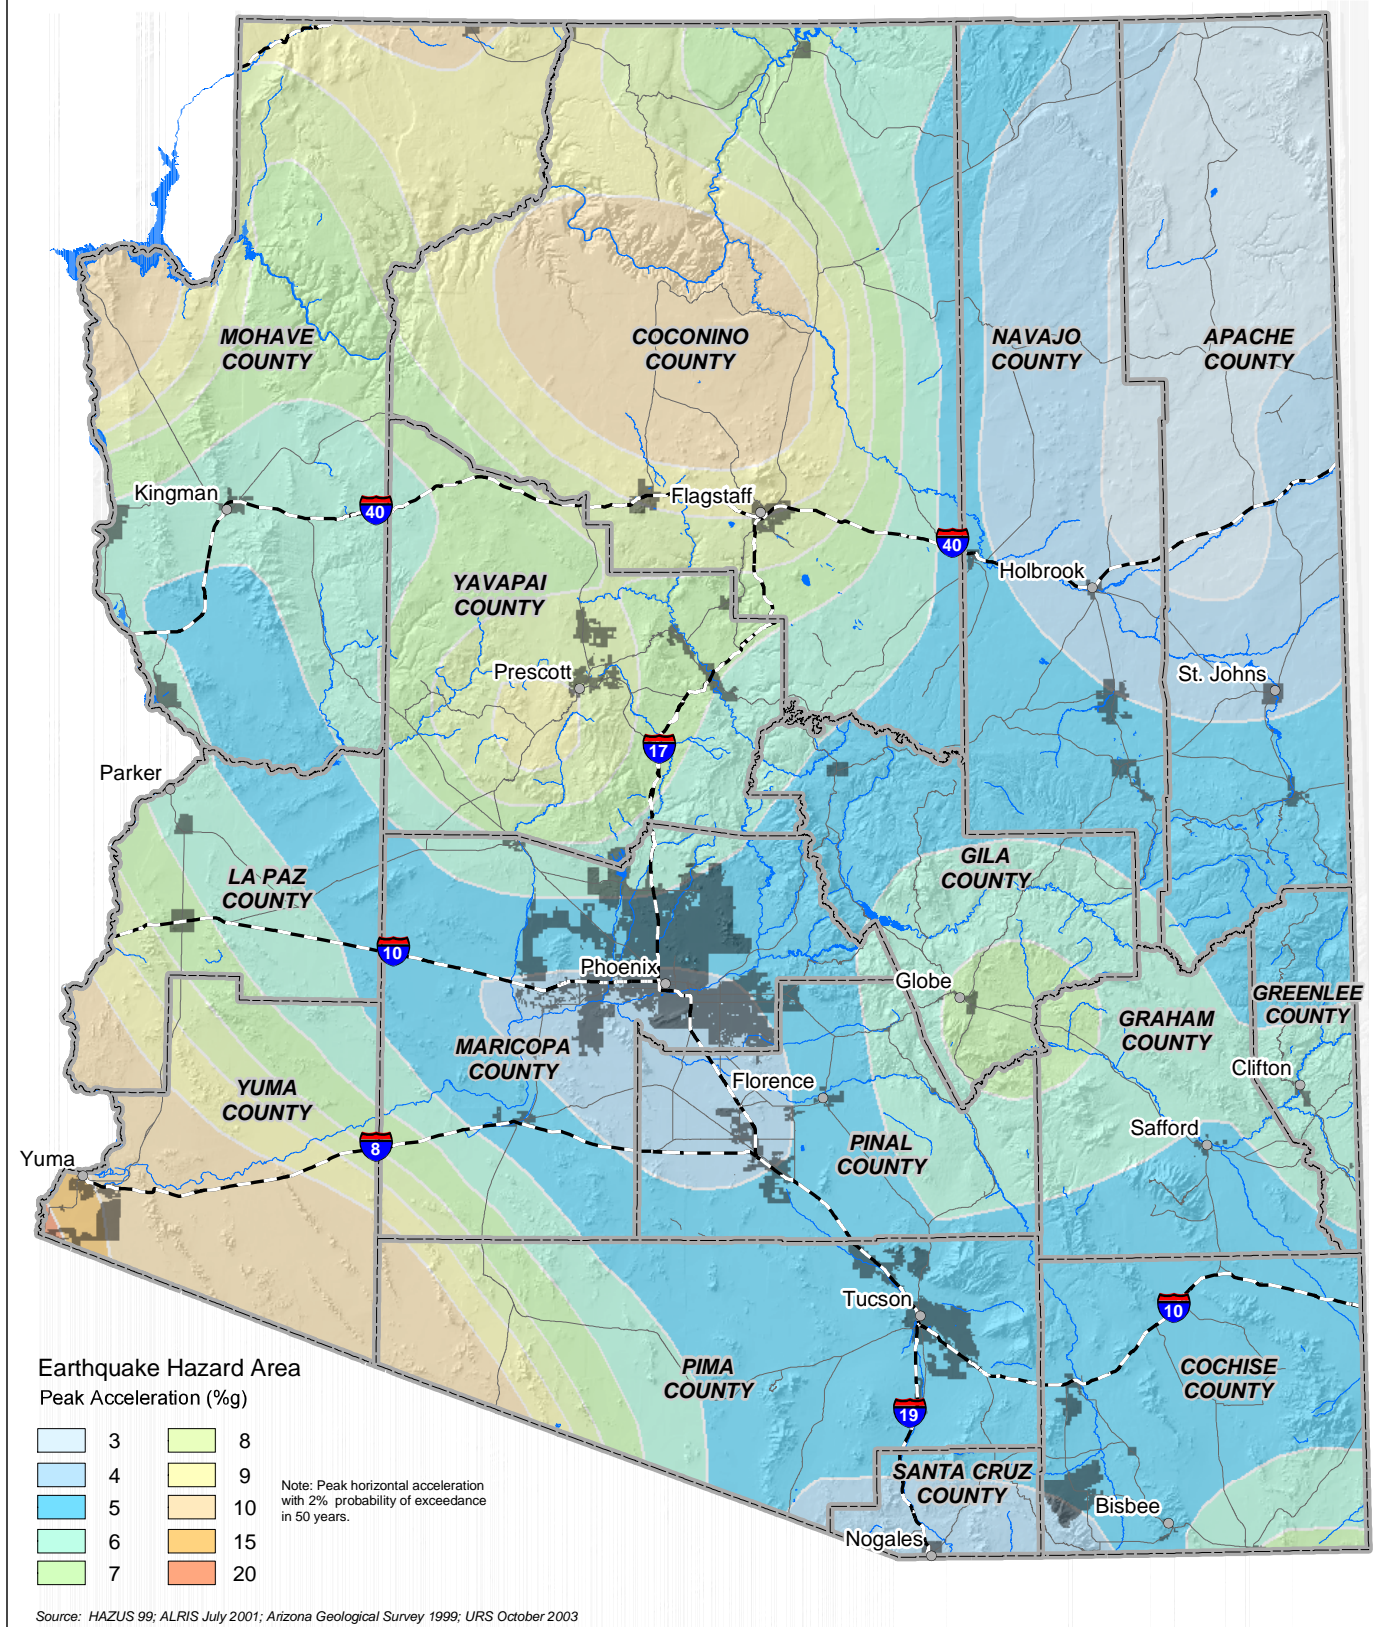 MOHAVE
COUNTY
COCONINO
COUNTY
NAVAJO
COUNTY
APACHE
COUNTY
Kingman
40
Flagstaff
40
Holbrook
YAVAPAI
COUNTY
Prescott
St. Johns
17
Parker
LA PAZ
COUNTY
GILA
COUNTY
10
Phoenix
Globe
GREENLEE
COUNTY
GRAHAM
COUNTY
MARICOPA
COUNTY
Clifton
Florence
YUMA
COUNTY
Safford
8
PINAL
COUNTY
Yuma
Tucson
10
PIMA
COUNTY
COCHISE
COUNTY
19
SANTA CRUZ
COUNTY
Bisbee
Nogales
Earthquake Hazard Area
Peak Acceleration (%g)
3
8
4
9
5
10
6
15
7
20
Note: Peak horizontal acceleration
with 2% probability of exceedance
in 50 years.
Source: HAZUS 99; ALRIS July 2001; Arizona Geological Survey 1999; URS October 2003